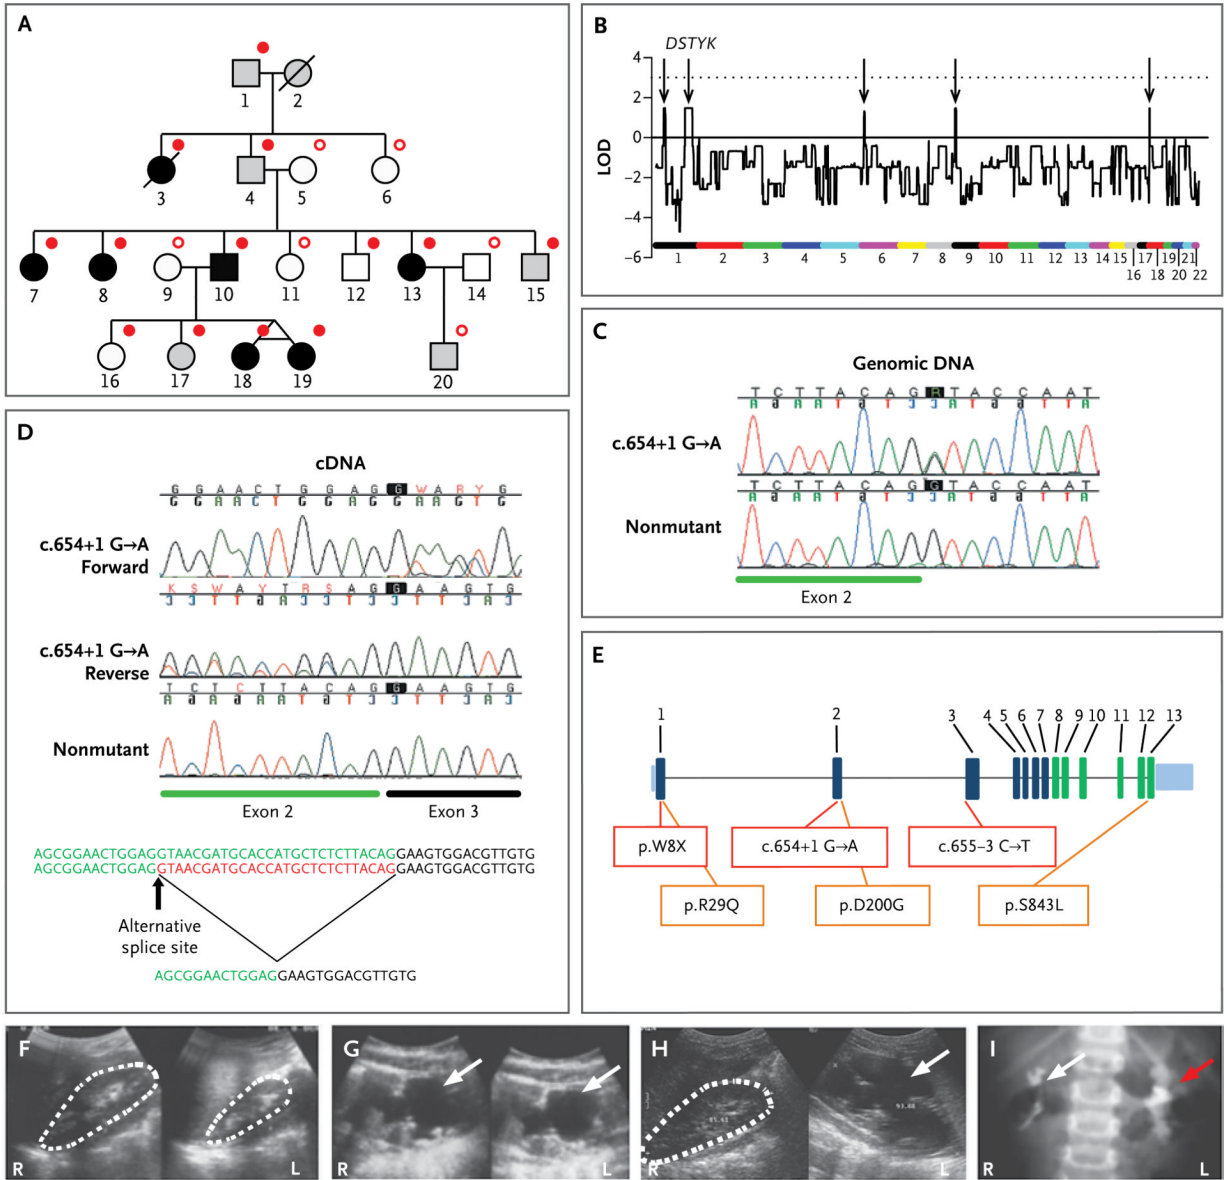 A
1
2
3
4
5
6
7
8
9
10
11
12
13
14
15
16
17
18
19
20
B
DSTYK
4
2
0
−2
−4
−6
LOD
1 2 3 4 5 6 7 8 9 10 11 12 13 14 15 16 17 18 19 20 21 22
C
Genomic DNA
T C T T A C A G R T A C C A A T
c.654+1 G→A
T C T T A C A G G T A C C A A T
Nonmutant
Exon 2
D
cDNA
G G A A C T G G A G G W A R Y G
c.654+1 G→A
Forward
K S W A Y T R S A G G A A G T G
c.654+1 G→A
Reverse
T C T C T T A C A G G A A G T G
Nonmutant
Exon 2
Exon 3
AGCGGAACTGGAGGTAACGATGCACCATGCTCTCTTACAGGAAGTGGACGTTGTG
AGCGGAACTGGAGGTAACGATGCACCATGCTCTCTTACAGGAAGTGGACGTTGTG
Alternative
splice site
AGCGGAACTGGAGGAAGTGGACGTTGTG
E
1 2 3 4 5 6 7 8 9 10 11 12 13
p.W8X
c.654+1 G→A
c.655−3 C→T
p.R29Q
p.D200G
p.S843L
F
R
L
G
R
L
H
93.88
R
L
I
R
L